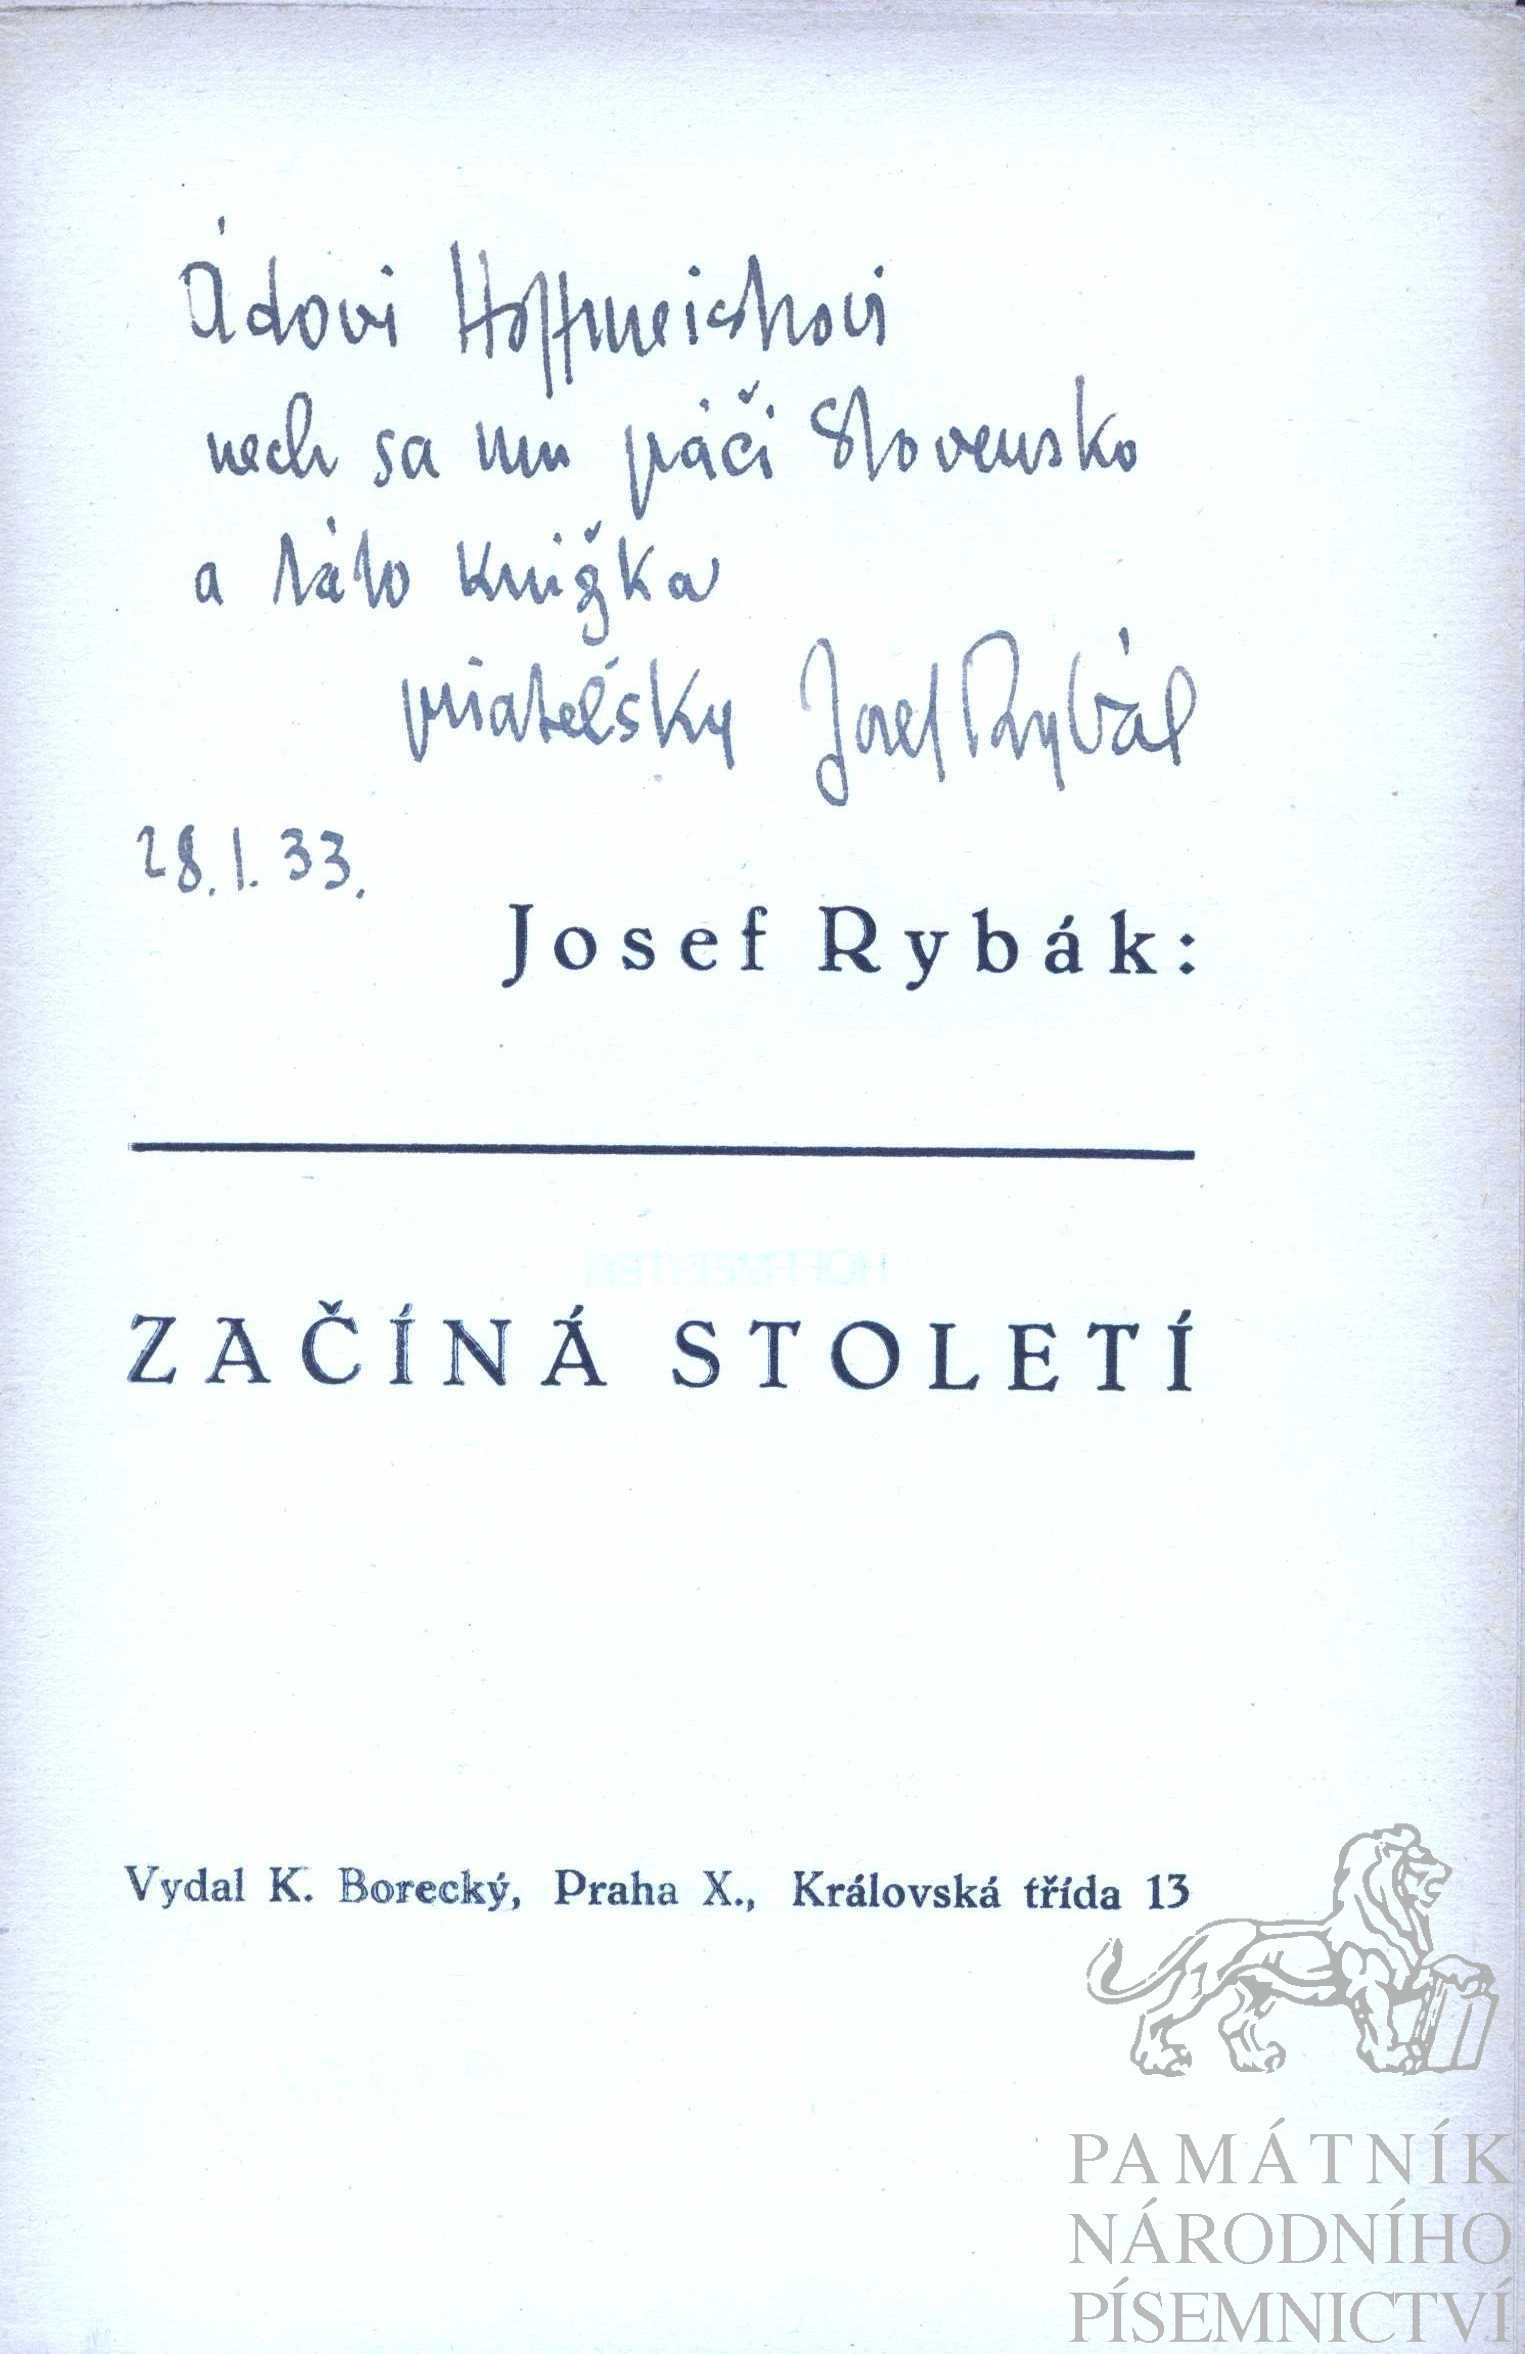 Ádovi Hoffmeistrovi
nech sa mu páči Slovensko
a táto knižka
priateľsky Josef Rybák
28. I. 33.
Josef Rybák:
ZAČÍNÁ STOLETÍ
Vydal K. Borecký, Praha X., Královská třída 13
PAMÁTNÍK
NÁRODNÍHO
PÍSEMNICTVÍ